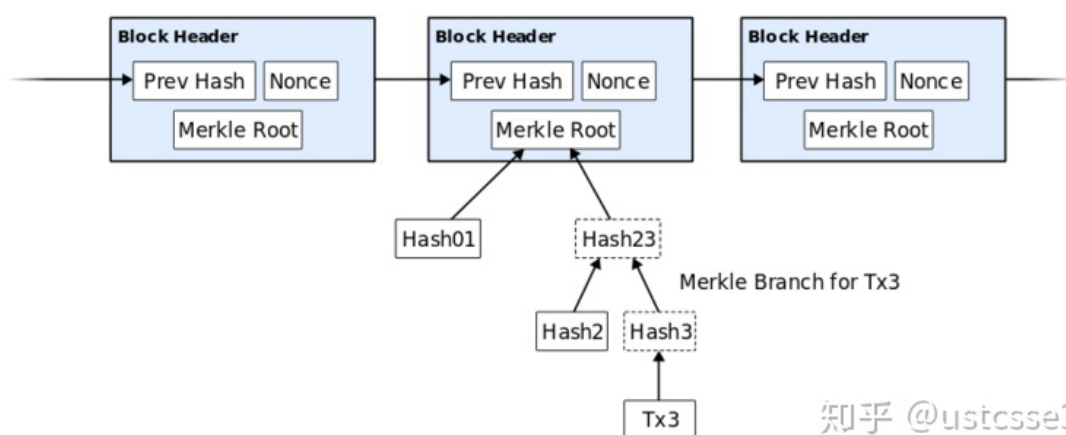 Block Header
Block Header
Block Header
Prev Hash
Nonce
Prev Hash
Nonce
Prev Hash
Nonce
Merkle Root
Merkle Root
Merkle Root
Hash01
Hash23
Merkle Branch for Tx3
Hash2
Hash3
Tx3
知乎 @ustcsse3